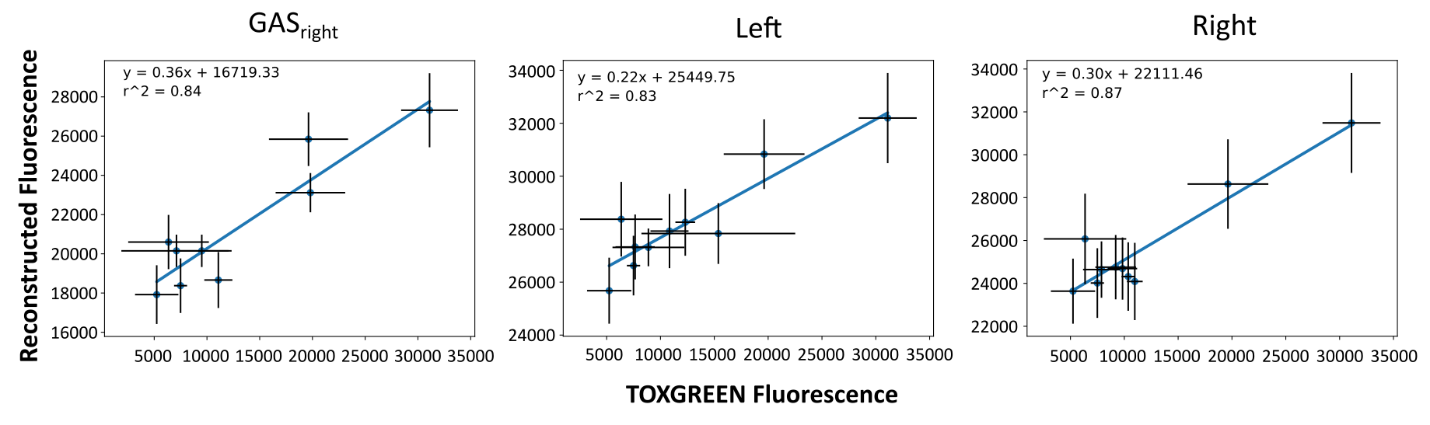 GASright
Left
Right
Reconstructed Fluorescence
y = 0.36x + 16719.33
r^2 = 0.84
28000
26000
24000
22000
20000
18000
16000
5000 10000 15000 20000 25000 30000 35000
y = 0.22x + 25449.75
r^2 = 0.83
34000
32000
30000
28000
26000
24000
5000 10000 15000 20000 25000 30000 35000
y = 0.30x + 22111.46
r^2 = 0.87
34000
32000
30000
28000
26000
24000
22000
5000 10000 15000 20000 25000 30000 35000
TOXGREEN Fluorescence